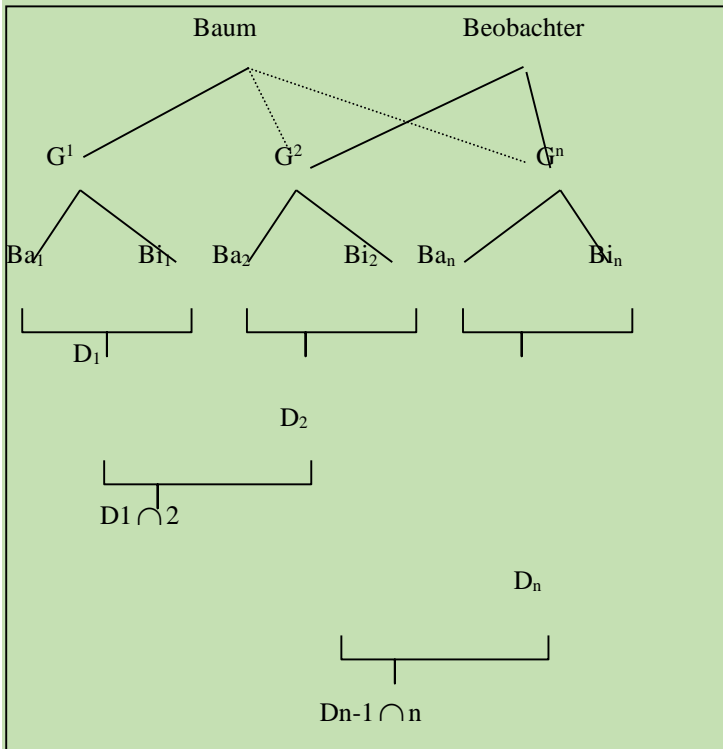 Baum Beobachter
G¹ G² Gⁿ
Ba₁ Bi₁ Ba₂ Bi₂ Baₙ Biₙ
D₁
D₂
D1 ∩ 2
Dₙ
Dn-1 ∩ n